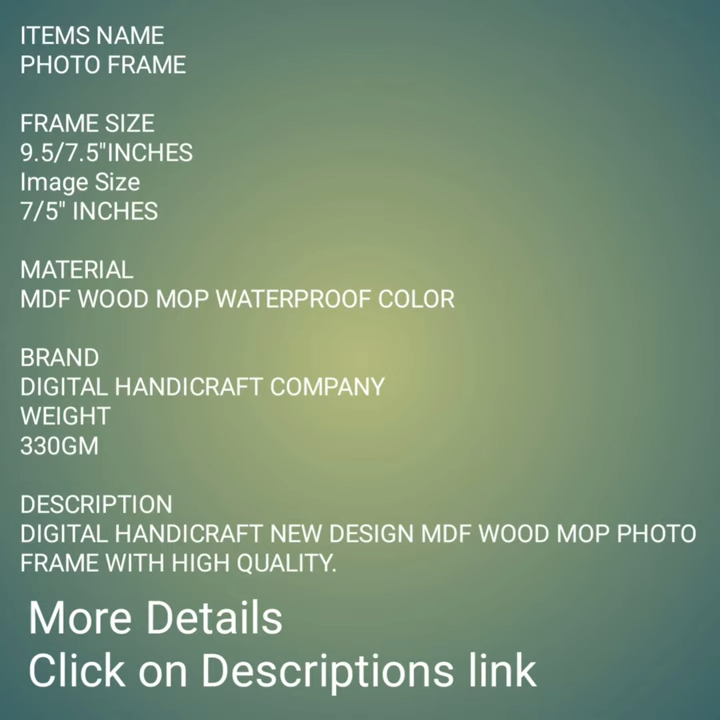 ITEMS NAME
PHOTO FRAME
FRAME SIZE
9.5/7.5"INCHES
Image Size
7/5" INCHES
MATERIAL
MDF WOOD MOP WATERPROOF COLOR
BRAND
DIGITAL HANDICRAFT COMPANY
WEIGHT
330GM
DESCRIPTION
DIGITAL HANDICRAFT NEW DESIGN MDF WOOD MOP PHOTO
FRAME WITH HIGH QUALITY.
More Details
Click on Descriptions link